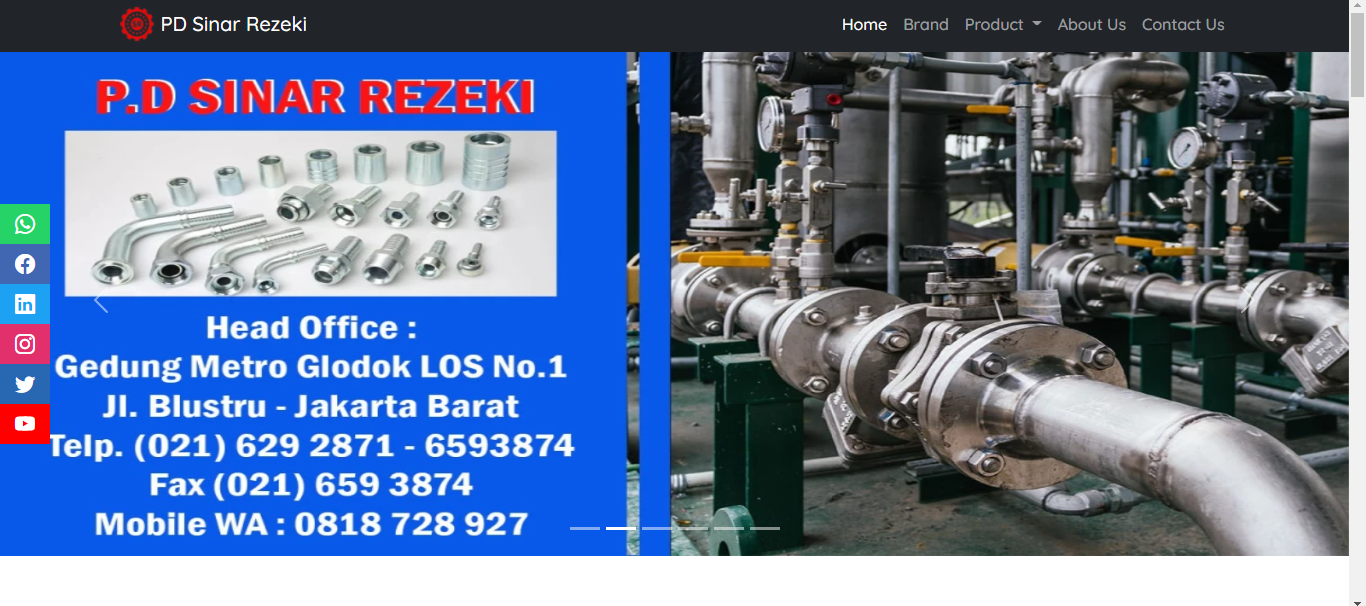 PD Sinar Rezeki
Home Brand Product About Us Contact Us
P.D SINAR REZEKI
Head Office :
Gedung Metro Glodok LOS No.1
Jl. Blustru - Jakarta Barat
Telp. (021) 629 2871 - 6593874
Fax (021) 659 3874
Mobile WA : 0818 728 927